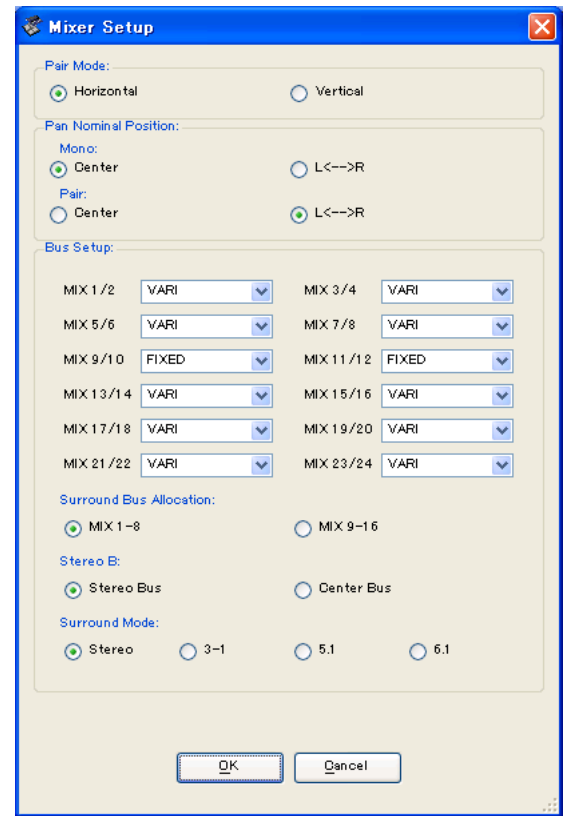 Mixer Setup
Pair Mode:
Horizontal Vertical
Pan Nominal Position:
Mono:
Center L<-->R
Pair:
Center L<-->R
Bus Setup:
MIX 1/2 VARI MIX 3/4 VARI
MIX 5/6 VARI MIX 7/8 VARI
MIX 9/10 FIXED MIX 11/12 FIXED
MIX 13/14 VARI MIX 15/16 VARI
MIX 17/18 VARI MIX 19/20 VARI
MIX 21/22 VARI MIX 23/24 VARI
Surround Bus Allocation:
MIX 1-8 MIX 9-16
Stereo B:
Stereo Bus Center Bus
Surround Mode:
Stereo 3-1 5.1 6.1
OK Cancel